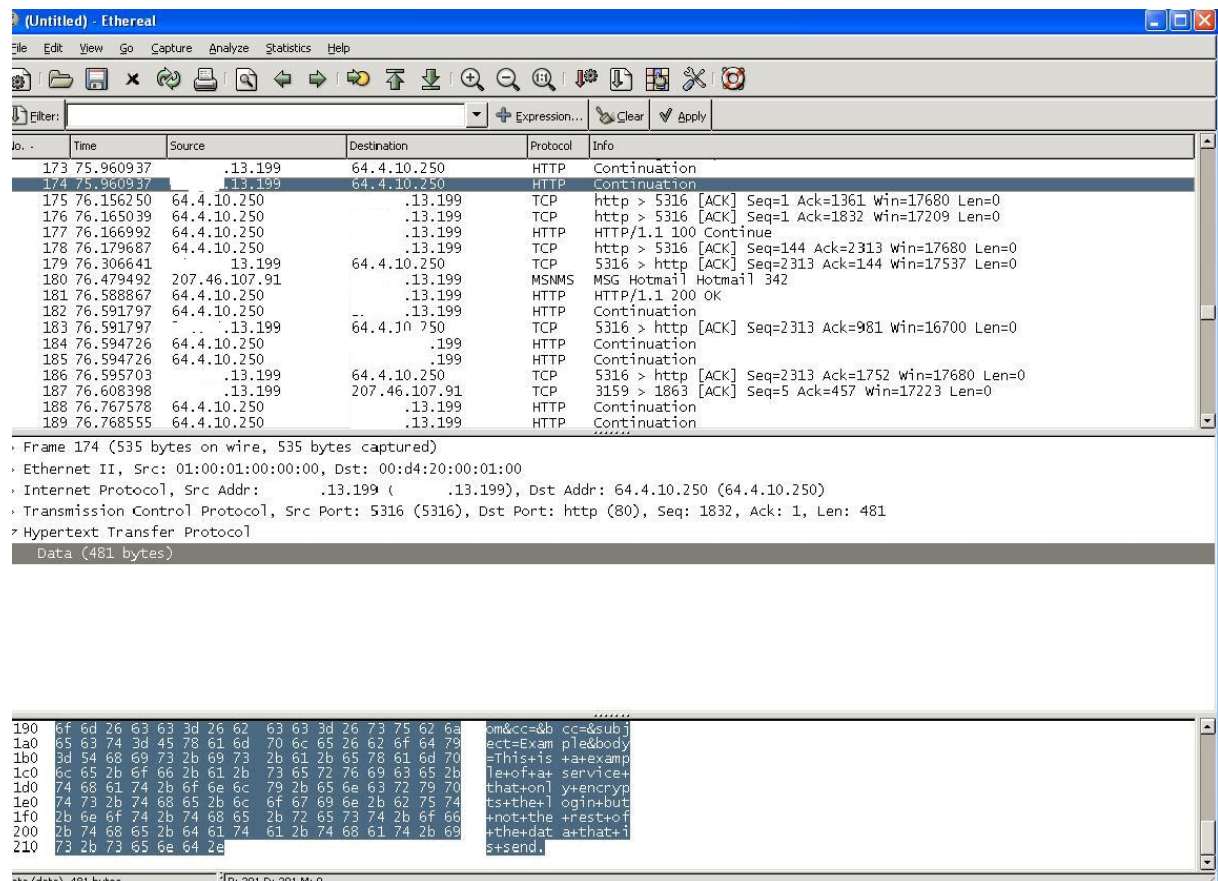 (Untitled) - Ethereal
File Edit View Go Capture Analyze Statistics Help
Filter: Expression... Clear Apply
No. - Time Source Destination Protocol Info
173 75.960937 .13.199 64.4.10.250 HTTP Continuation
174 75.960937 .13.199 64.4.10.250 HTTP Continuation
175 76.156250 64.4.10.250 .13.199 TCP http > 5316 [ACK] Seq=1 Ack=1361 Win=17680 Len=0
176 76.165039 64.4.10.250 .13.199 TCP http > 5316 [ACK] Seq=1 Ack=1832 Win=17209 Len=0
177 76.166992 64.4.10.250 .13.199 HTTP HTTP/1.1 100 Continue
178 76.179687 64.4.10.250 .13.199 TCP http > 5316 [ACK] Seq=144 Ack=2313 Win=17680 Len=0
179 76.306641 13.199 64.4.10.250 TCP 5316 > http [ACK] Seq=2313 Ack=144 Win=17537 Len=0
180 76.479492 207.46.107.91 .13.199 MSNMS MSG Hotmail Hotmail 342
181 76.588867 64.4.10.250 .13.199 HTTP HTTP/1.1 200 OK
182 76.591797 64.4.10.250 .13.199 HTTP Continuation
183 76.591797 .13.199 64.4.10.250 TCP 5316 > http [ACK] Seq=2313 Ack=981 Win=16700 Len=0
184 76.594726 64.4.10.250 .199 HTTP Continuation
185 76.594726 64.4.10.250 .199 HTTP Continuation
186 76.595703 .13.199 64.4.10.250 TCP 5316 > http [ACK] Seq=2313 Ack=1752 Win=17680 Len=0
187 76.608398 .13.199 207.46.107.91 TCP 3159 > 1863 [ACK] Seq=5 Ack=457 Win=17223 Len=0
188 76.767578 64.4.10.250 .13.199 HTTP Continuation
189 76.768555 64.4.10.250 .13.199 HTTP Continuation
Frame 174 (535 bytes on wire, 535 bytes captured)
Ethernet II, Src: 01:00:01:00:00:00, Dst: 00:d4:20:00:01:00
Internet Protocol, Src Addr: .13.199 ( .13.199), Dst Addr: 64.4.10.250 (64.4.10.250)
Transmission Control Protocol, Src Port: 5316 (5316), Dst Port: http (80), Seq: 1832, Ack: 1, Len: 481
Hypertext Transfer Protocol
Data (481 bytes)
190 6f 6d 26 63 63 3d 26 62 63 63 3d 26 73 75 62 6a om&cc=&b cc=&subj
1a0 65 63 74 3d 45 78 61 6d 70 6c 65 26 62 6f 64 79 ect=Exam ple&body
1b0 3d 54 68 69 73 2b 69 73 2b 61 2b 65 78 61 6d 70 =This+is +a+examp
1c0 6c 65 2b 6f 66 2b 61 2b 73 65 72 76 69 63 65 2b le+of+a+ service+
1d0 74 68 61 74 2b 6f 6e 6c 79 2b 65 6e 63 72 79 70 that+onl y+encryp
1e0 74 73 2b 74 68 65 2b 6c 6f 67 69 6e 2b 62 75 74 ts+the+l ogin+but
1f0 2b 6e 6f 74 2b 74 68 65 2b 72 65 73 74 2b 6f 66 +not+the +rest+of
200 2b 74 68 65 2b 64 61 74 61 2b 74 68 61 74 2b 69 +the+dat a+that+i
210 73 2b 73 65 6e 64 2e s+send.